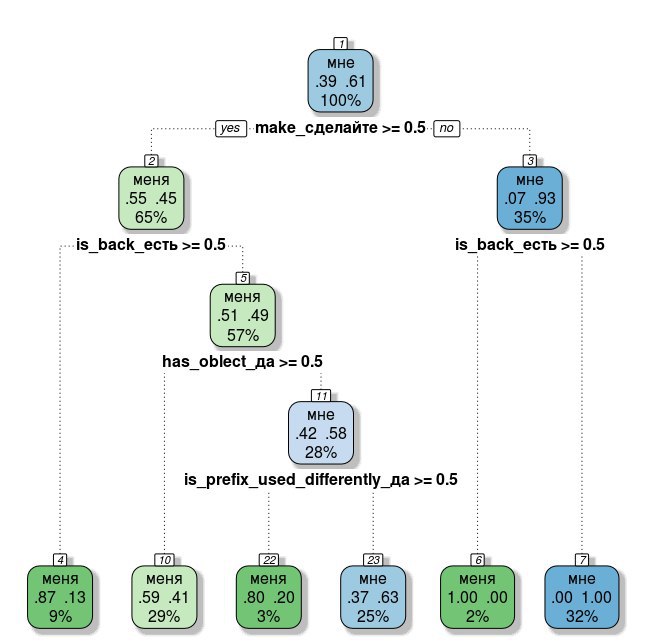 1
мне
.39 .61
100%
yes make_сделайте >= 0.5 no
2
меня
.55 .45
65%
3
мне
.07 .93
35%
is_back_есть >= 0.5
is_back_есть >= 0.5
5
меня
.51 .49
57%
has_oblect_да >= 0.5
11
мне
.42 .58
28%
is_prefix_used_differently_да >= 0.5
4
меня
.87 .13
9%
10
меня
.59 .41
29%
22
меня
.80 .20
3%
23
мне
.37 .63
25%
6
меня
1.00 .00
2%
7
мне
.00 1.00
32%